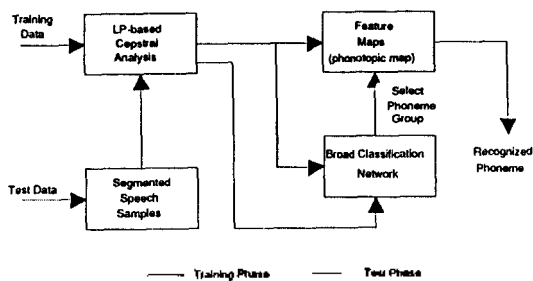 Training
Data
LP-based
Cepstral
Analysis
Feature
Maps
(phonotopic map)
Select
Phoneme
Group
Broad Classification
Network
Recognized
Phoneme
Test Data
Segmented
Speech
Samples
Training Phase
Test Phase